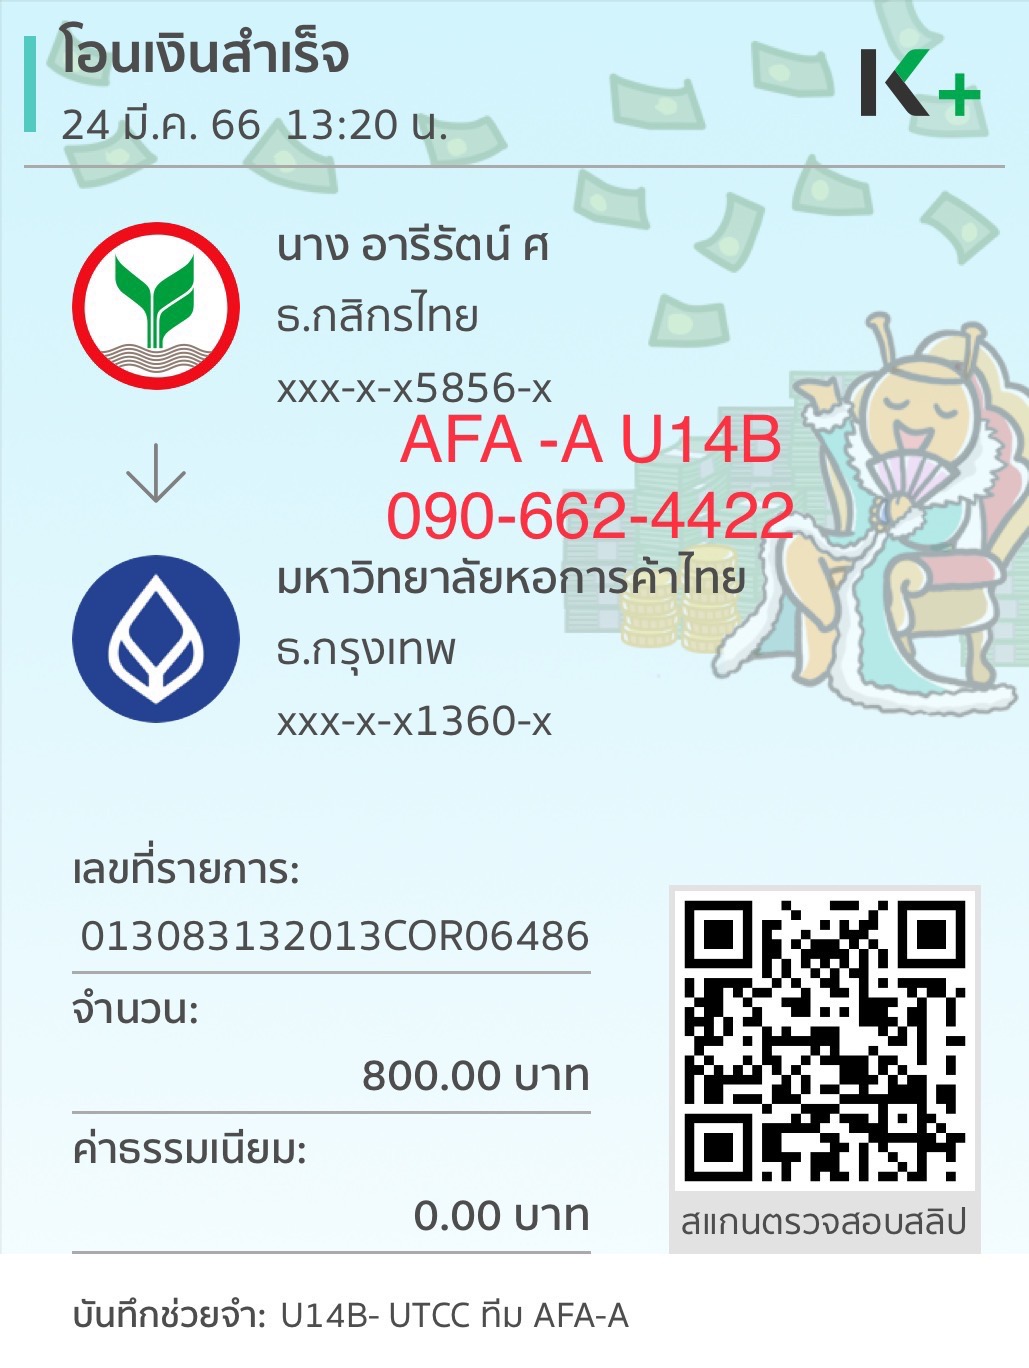 โอนเงินสำเร็จ
24 มี.ค. 66 13:20 น.
K+
นาง อารีรัตน์ ศ
ธ.กสิกรไทย
xxx-x-x5856-x
AFA -A U14B
090-662-4422
มหาวิทยาลัยหอการค้าไทย
ธ.กรุงเทพ
xxx-x-x1360-x
เลขที่รายการ:
013083132013COR06486
จำนวน:
800.00 บาท
ค่าธรรมเนียม:
0.00 บาท
สแกนตรวจสอบสลิป
บันทึกช่วยจำ: U14B- UTCC ทีม AFA-A